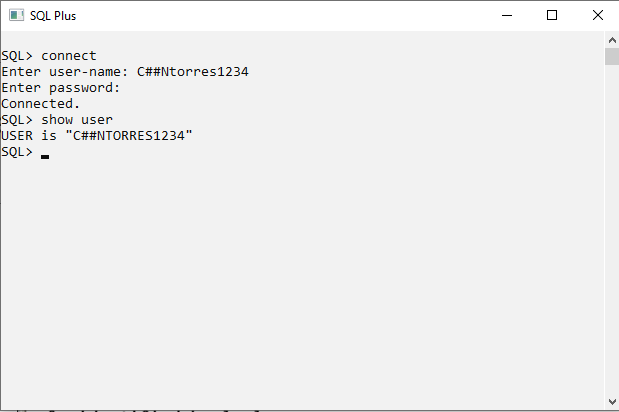 SQL Plus
SQL> connect
Enter user-name: C##Ntorres1234
Enter password:
Connected.
SQL> show user
USER is "C##NTORRES1234"
SQL>